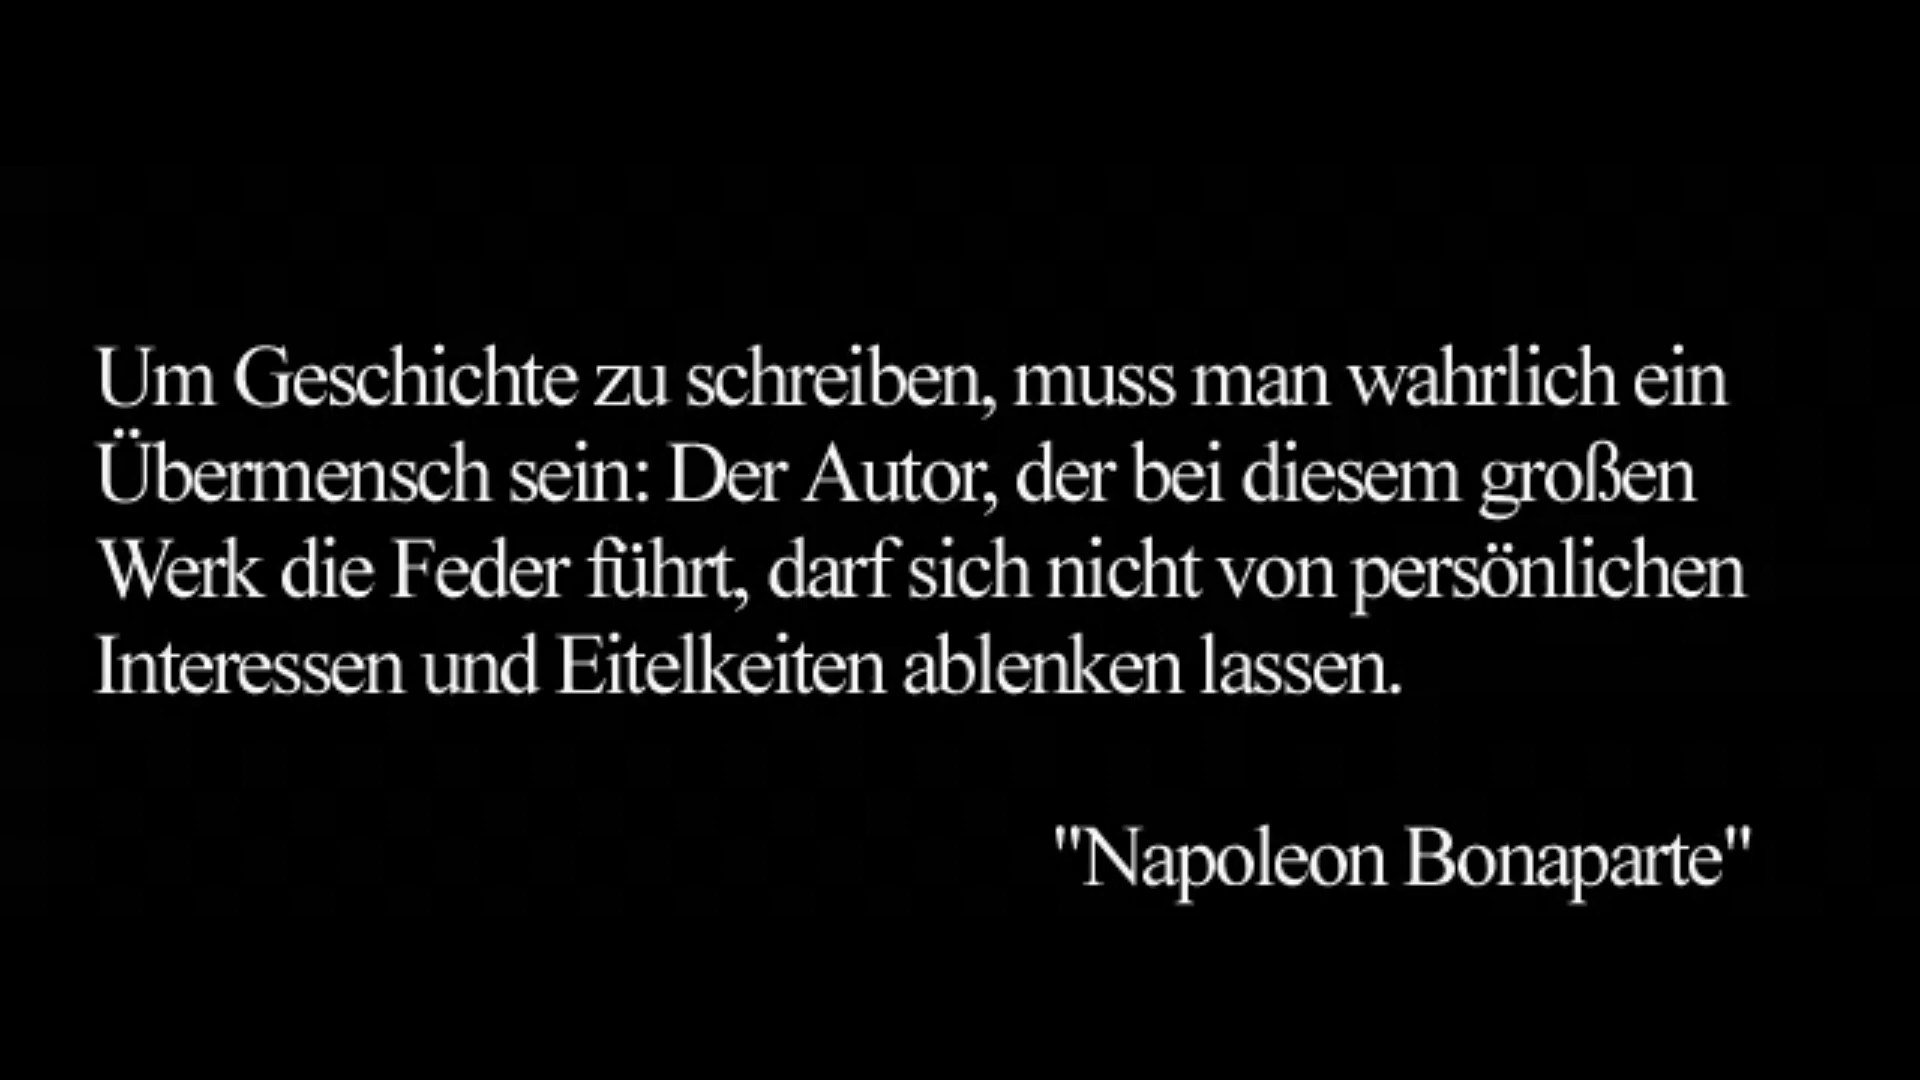 Um Geschichte zu schreiben, muss man wahrlich ein
Übermensch sein: Der Autor, der bei diesem großen
Werk die Feder führt, darf sich nicht von persönlichen
Interessen und Eitelkeiten ablenken lassen.
"Napoleon Bonaparte"